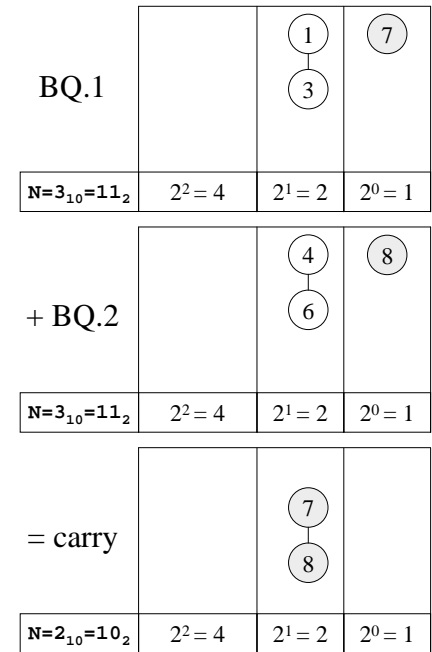 1 7
BQ.1 3
N=3₁₀=11₂ 2² = 4 2¹ = 2 2⁰ = 1
4 8
+ BQ.2 6
N=3₁₀=11₂ 2² = 4 2¹ = 2 2⁰ = 1
7
= carry
8
N=2₁₀=10₂ 2² = 4 2¹ = 2 2⁰ = 1